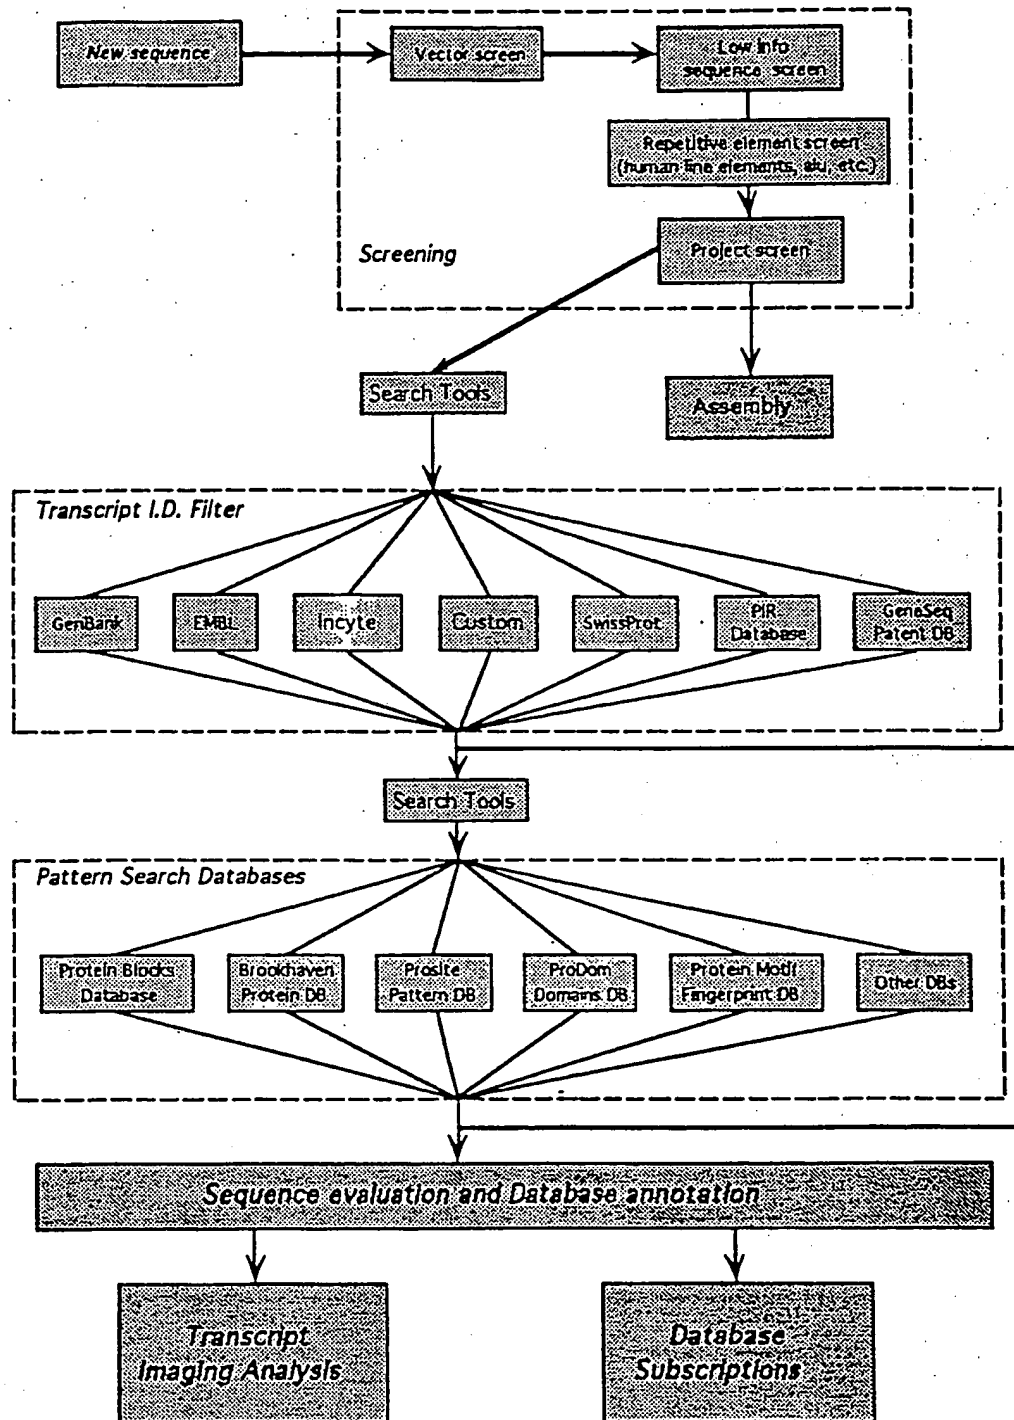 New sequence
Vector screen
Low info
sequence screen
Repetitive element screen
(human line elements, alu, etc.)
Screening
Project screen
Search Tools
Assembly
Transcript I.D. Filter
GenBank
EMBL
Incyte
Custom
SwissProt
PIR
Database
GeneSeq
Patent DB
Search Tools
Pattern Search Databases
Protein Blocks
Database
Brookhaven
Protein DB
Prosite
Pattern DB
ProDom
Domains DB
Protein Motif
Fingerprint DB
Other DBs
Sequence evaluation and Database annotation
Transcript
Imaging Analysis
Database
Subscriptions